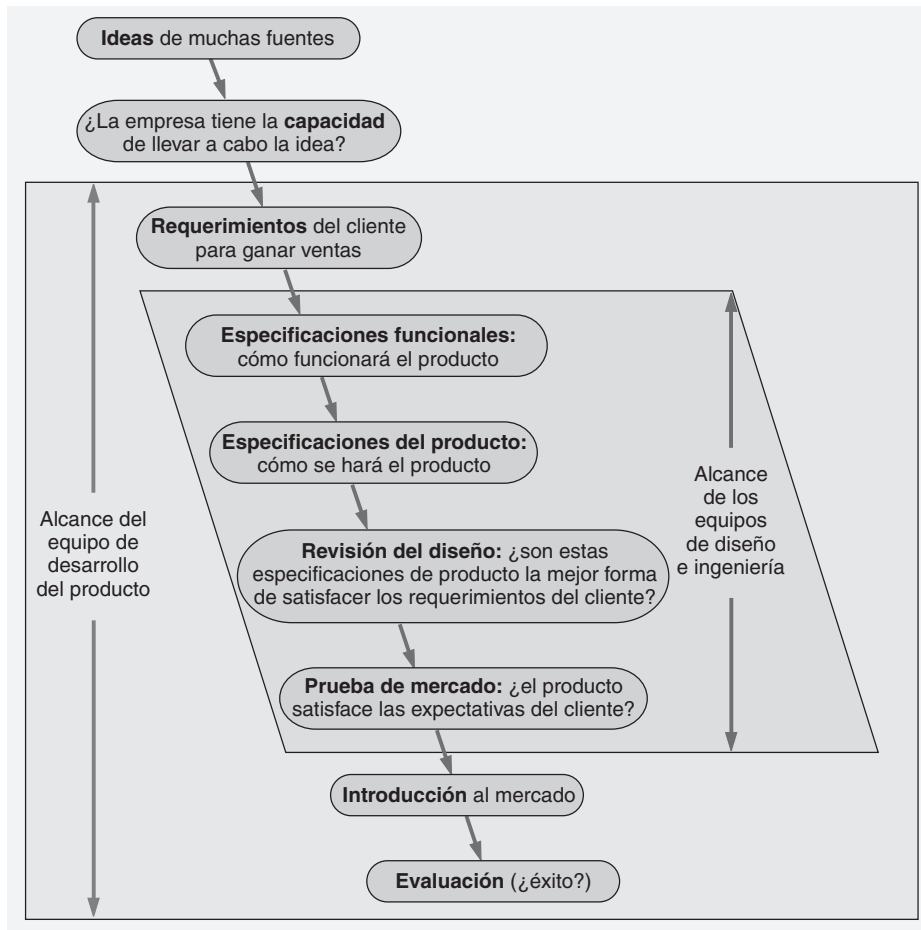 Ideas de muchas fuentes
¿La empresa tiene la capacidad
de llevar a cabo la idea?
Requerimientos del cliente
para ganar ventas
Especificaciones funcionales:
cómo funcionará el producto
Especificaciones del producto:
cómo se hará el producto
Revisión del diseño: ¿son estas
especificaciones de producto la mejor forma
de satisfacer los requerimientos del cliente?
Prueba de mercado: ¿el producto
satisface las expectativas del cliente?
Introducción al mercado
Evaluación (¿éxito?)
Alcance del
equipo de
desarrollo
del producto
Alcance
de los
equipos
de diseño
e ingeniería